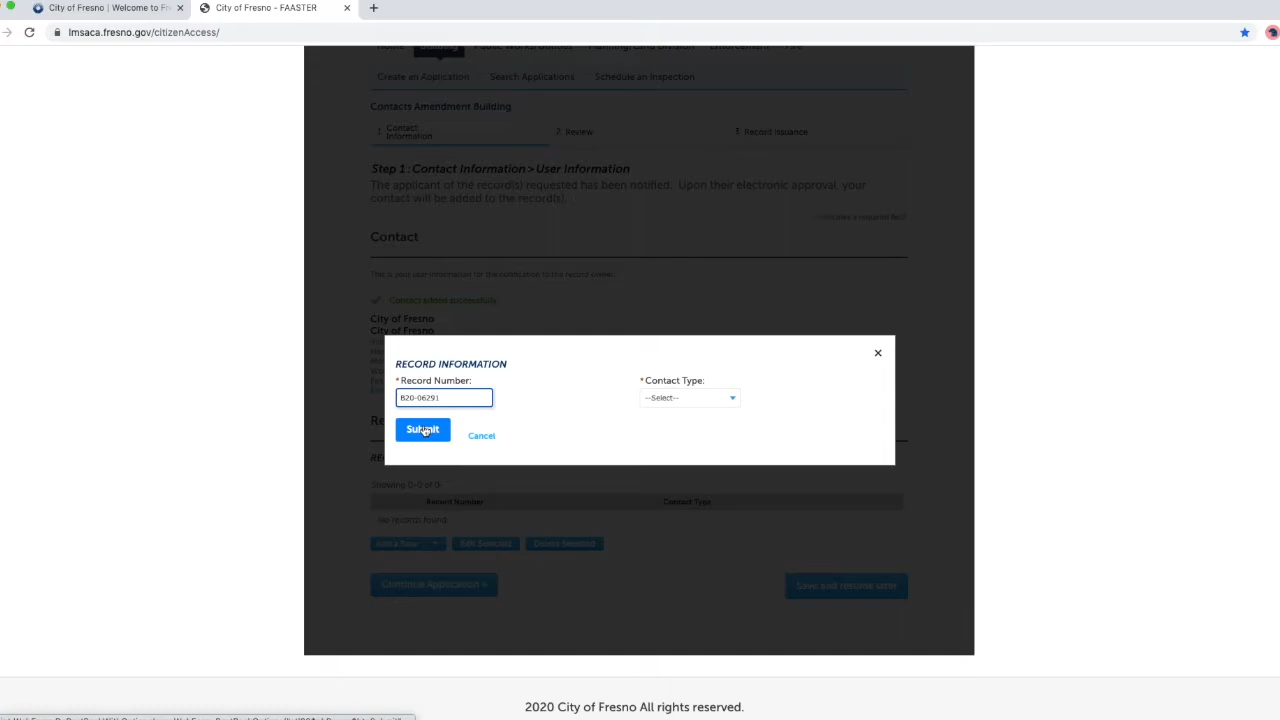 City of Fresno | Welcome to Fr
City of Fresno - FAASTER
lmsaca.fresno.gov/citizenAccess/
Home Building Public Works/Utilities Planning/Land Division Enforcement Fire
Create an Application Search Applications Schedule an Inspection
Contacts Amendment Building
1 Contact Information
2 Review
3 Record Issuance
Step 1: Contact Information > User Information
The applicant of the record(s) requested has been notified. Upon their electronic approval, your
contact will be added to the record(s).
indicates a required field
Contact
This is your user information for the notification to the record owner.
Contact added successfully
City of Fresno
City of Fresno
RECORD INFORMATION
*Record Number: *Contact Type:
B20-06291 --Select--
Submit Cancel
Showing 0-0 of 0
Record Number Contact Type
No records found.
Add a Row Edit Selected Delete Selected
Continue Application » Save and resume later
2020 City of Fresno All rights reserved.